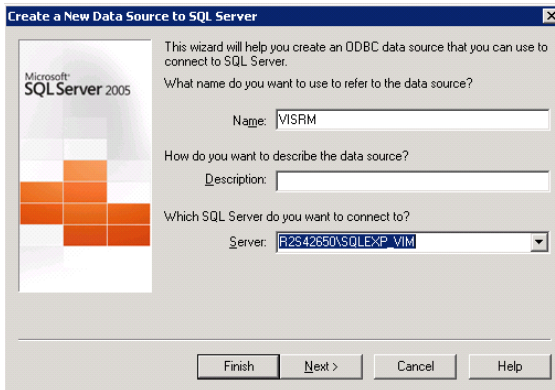 Create a New Data Source to SQL Server
Microsoft
SQL Server 2005
This wizard will help you create an ODBC data source that you can use to
connect to SQL Server.
What name do you want to use to refer to the data source?
Name: VISRM
How do you want to describe the data source?
Description:
Which SQL Server do you want to connect to?
Server: R2S42650\SQLEXP_VIM
Finish
Next >
Cancel
Help